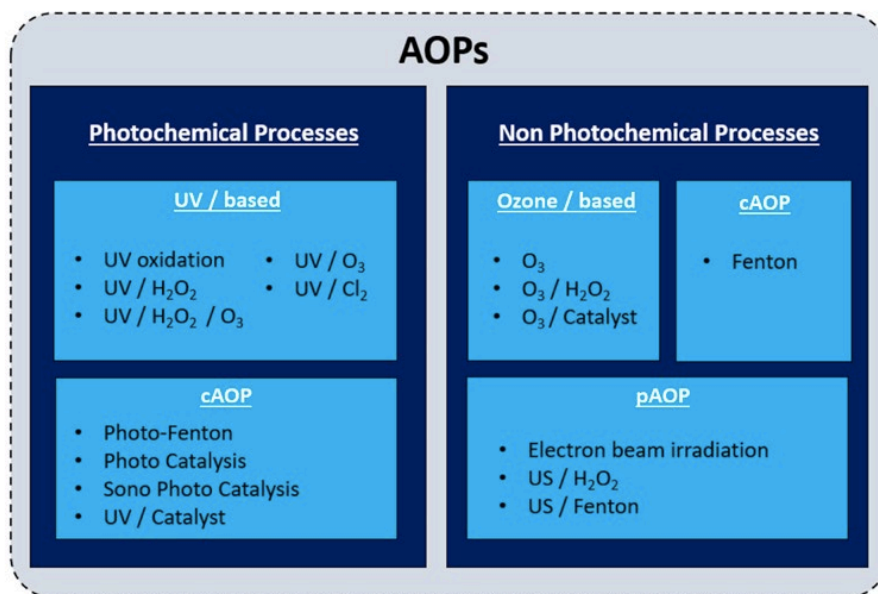 AOPs
Photochemical Processes
UV / based
• UV oxidation
• UV / H₂O₂
• UV / H₂O₂ / O₃
• UV / O₃
• UV / Cl₂
cAOP
• Photo-Fenton
• Photo Catalysis
• Sono Photo Catalysis
• UV / Catalyst
Non Photochemical Processes
Ozone / based
• O₃
• O₃ / H₂O₂
• O₃ / Catalyst
cAOP
• Fenton
pAOP
• Electron beam irradiation
• US / H₂O₂
• US / Fenton